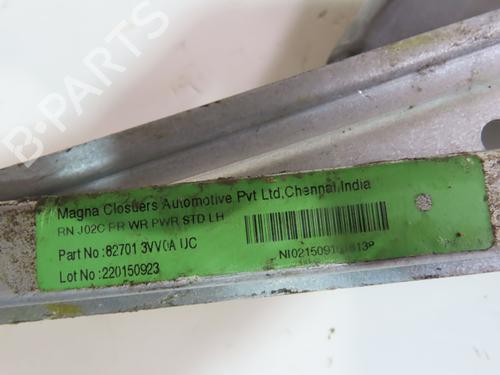 B-PARTS
Magna Closuers Automotive Pvt Ltd,Chennai,India
RN J02C FR WR PWR STD LH
Part No:82701 3VV0A UC
Lot No:220150923